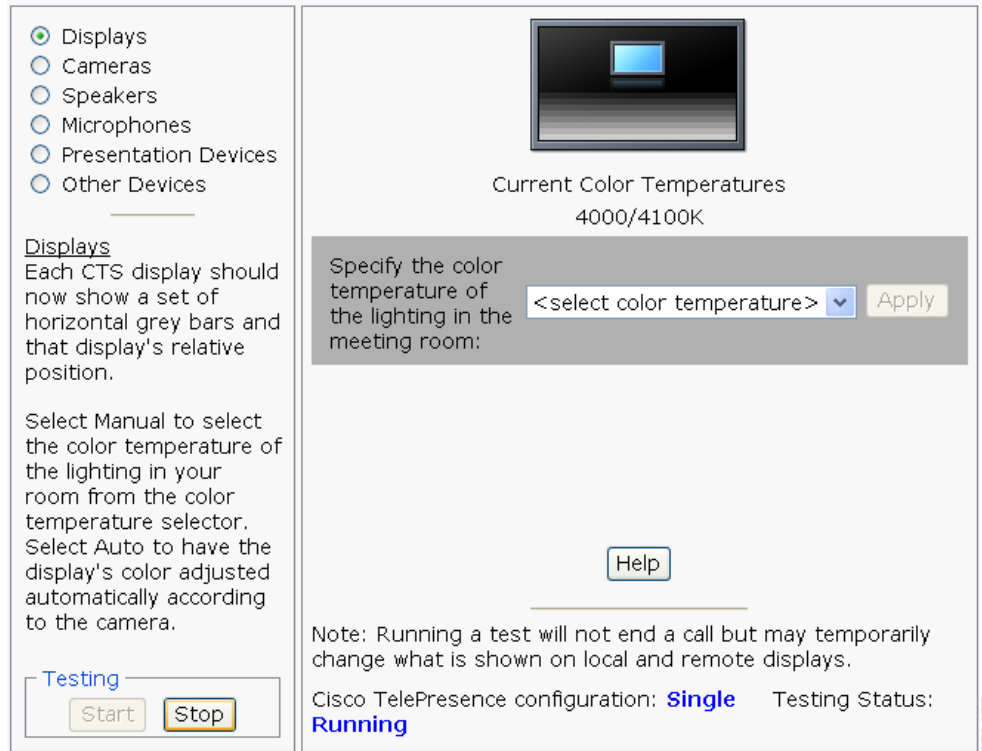 Displays
Cameras
Speakers
Microphones
Presentation Devices
Other Devices
Displays
Each CTS display should
now show a set of
horizontal grey bars and
that display's relative
position.
Select Manual to select
the color temperature of
the lighting in your
room from the color
temperature selector.
Select Auto to have the
display's color adjusted
automatically according
to the camera.
Testing
Start Stop
Current Color Temperatures
4000/4100K
Specify the color
temperature of
the lighting in the
meeting room:
<select color temperature> Apply
Help
Note: Running a test will not end a call but may temporarily
change what is shown on local and remote displays.
Cisco TelePresence configuration: Single Testing Status:
Running